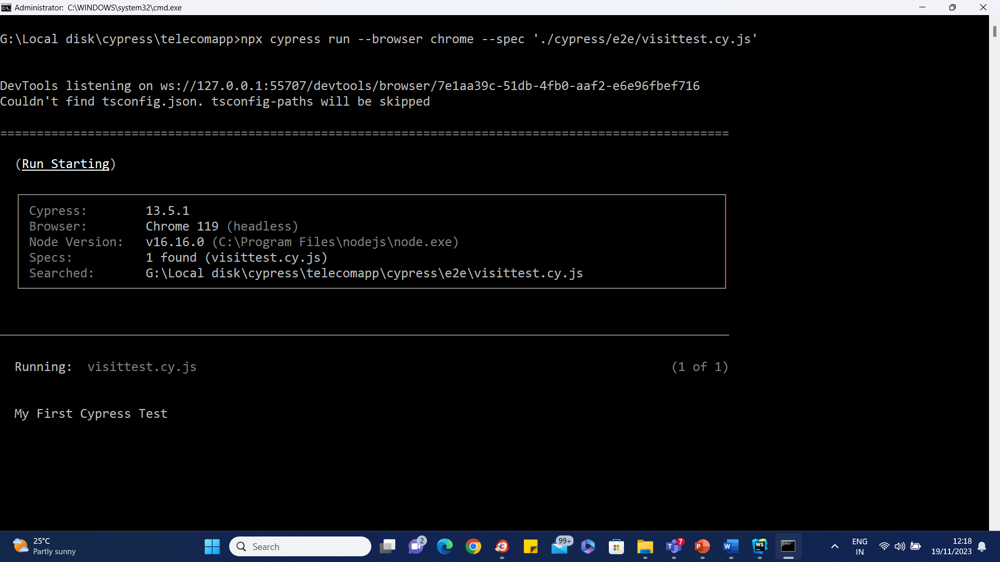 Administrator: C:\WINDOWS\system32\cmd.exe
G:\Local disk\cypress\telecomapp>npx cypress run --browser chrome --spec './cypress/e2e/visittest.cy.js'
DevTools listening on ws://127.0.0.1:55707/devtools/browser/7e1aa39c-51db-4fb0-aaf2-e6e96fbef716
Couldn't find tsconfig.json. tsconfig-paths will be skipped
====================================================================================================
(Run Starting)
Cypress: 13.5.1
Browser: Chrome 119 (headless)
Node Version: v16.16.0 (C:\Program Files\nodejs\node.exe)
Specs: 1 found (visittest.cy.js)
Searched: G:\Local disk\cypress\telecomapp\cypress\e2e\visittest.cy.js
Running: visittest.cy.js (1 of 1)
My First Cypress Test
25°C
Partly sunny
Search
2
99+
7
WS
ENG
IN
12:18
19/11/2023